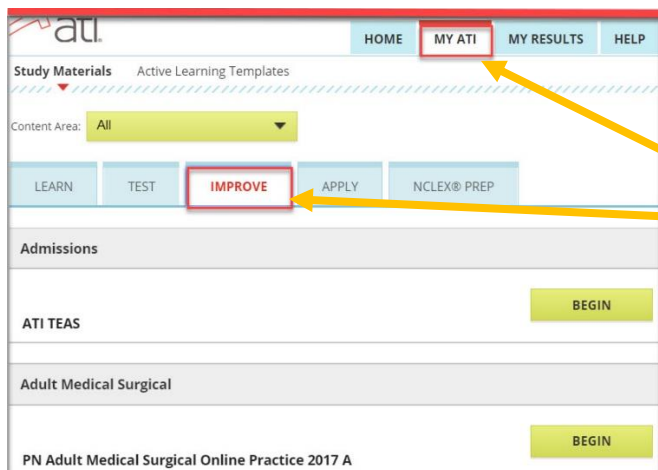 ati.
HOME MY ATI MY RESULTS HELP
Study Materials Active Learning Templates
Content Area: All
LEARN TEST IMPROVE APPLY NCLEX® PREP
Admissions
BEGIN
ATI TEAS
Adult Medical Surgical
BEGIN
PN Adult Medical Surgical Online Practice 2017 A